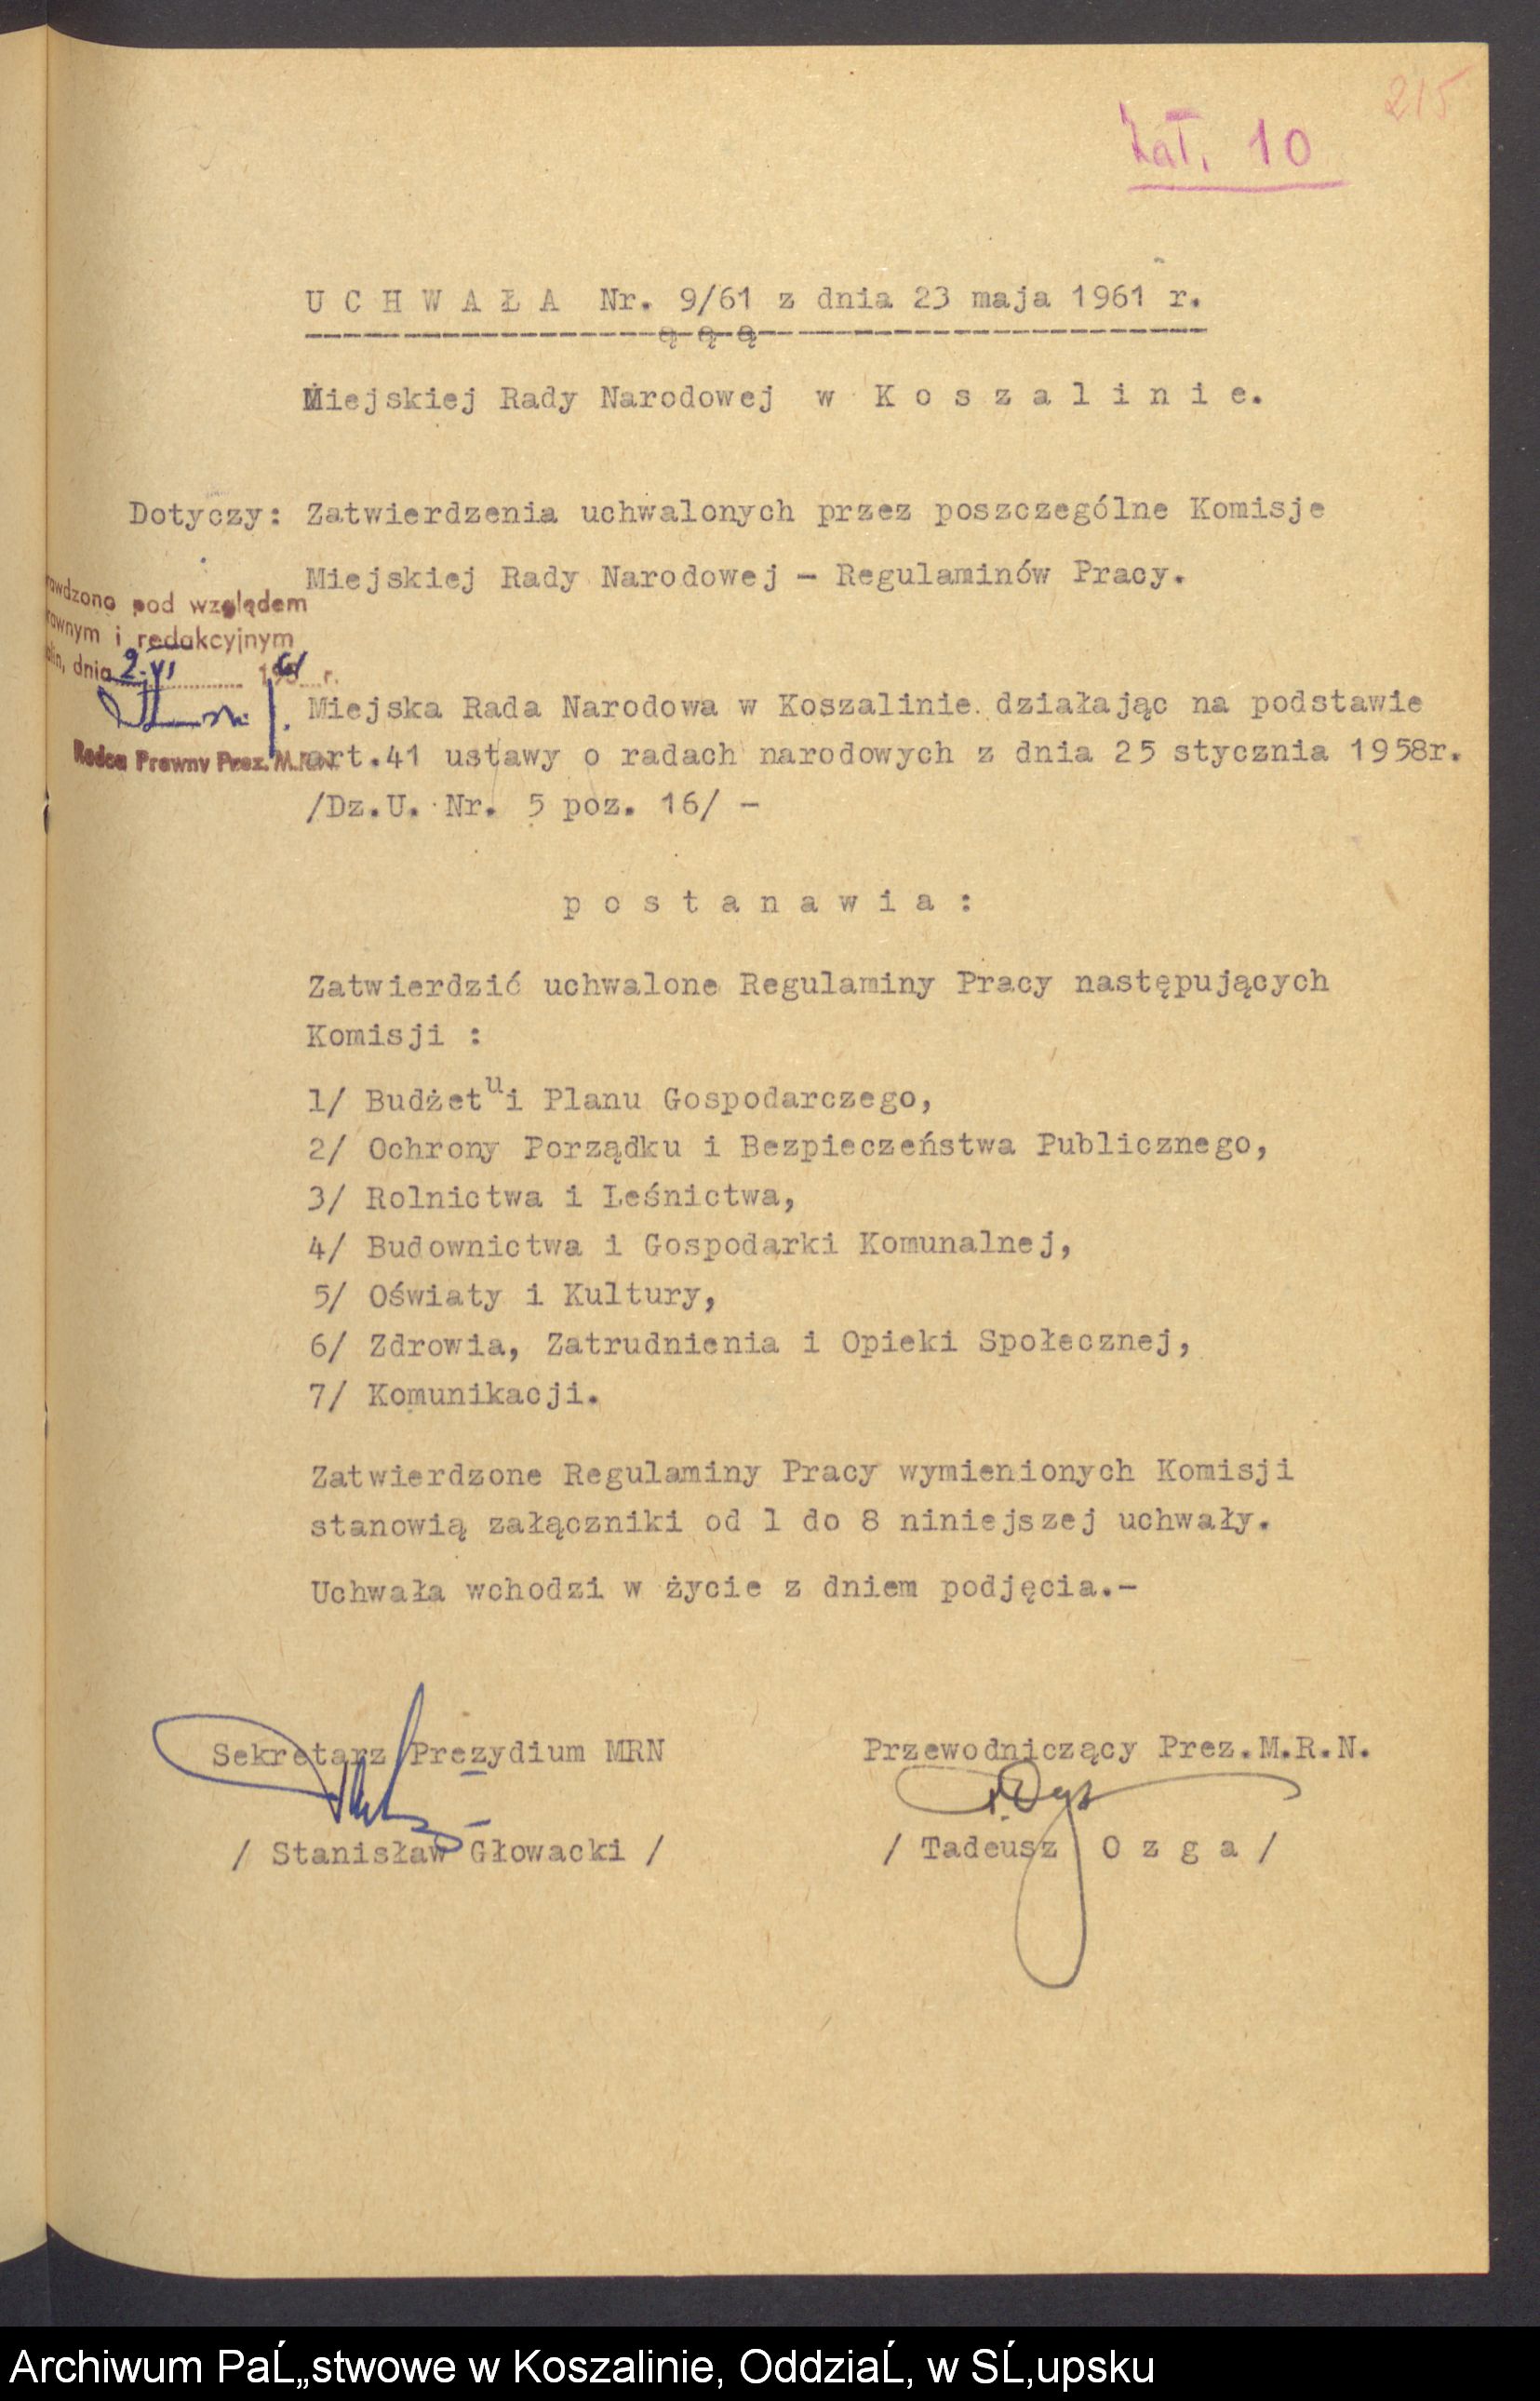 215
Zał. 10
U C H W A Ł A Nr. 9/61 z dnia 23 maja 1961 r.
Miejskiej Rady Narodowej w K o s z a l i n i e.
Dotyczy: Zatwierdzenia uchwalonych przez poszczególne Komisje
Miejskiej Rady Narodowej - Regulaminów Pracy.
awdzono pod względem
rawnym i redakcyjnym
alin, dnia 2.VI 1961 r.
Miejska Rada Narodowa w Koszalinie działając na podstawie
Radca Prawny Prez. M.R.N.
art.41 ustawy o radach narodowych z dnia 25 stycznia 1958r.
/Dz.U. Nr. 5 poz. 16/ -
p o s t a n a w i a :
Zatwierdzić uchwalone Regulaminy Pracy następujących
Komisji :
1/ Budżetu i Planu Gospodarczego,
2/ Ochrony Porządku i Bezpieczeństwa Publicznego,
3/ Rolnictwa i Leśnictwa,
4/ Budownictwa i Gospodarki Komunalnej,
5/ Oświaty i Kultury,
6/ Zdrowia, Zatrudnienia i Opieki Społecznej,
7/ Komunikacji.
Zatwierdzone Regulaminy Pracy wymienionych Komisji
stanowią załączniki od 1 do 8 niniejszej uchwały.
Uchwała wchodzi w życie z dniem podjęcia.-
Sekretarz Prezydium MRN Przewodniczący Prez.M.R.N.
/ Stanisław Głowacki / / Tadeusz O z g a /
Archiwum PaĹ„stwowe w Koszalinie, OddziaĹ‚ w SĹ‚upsku